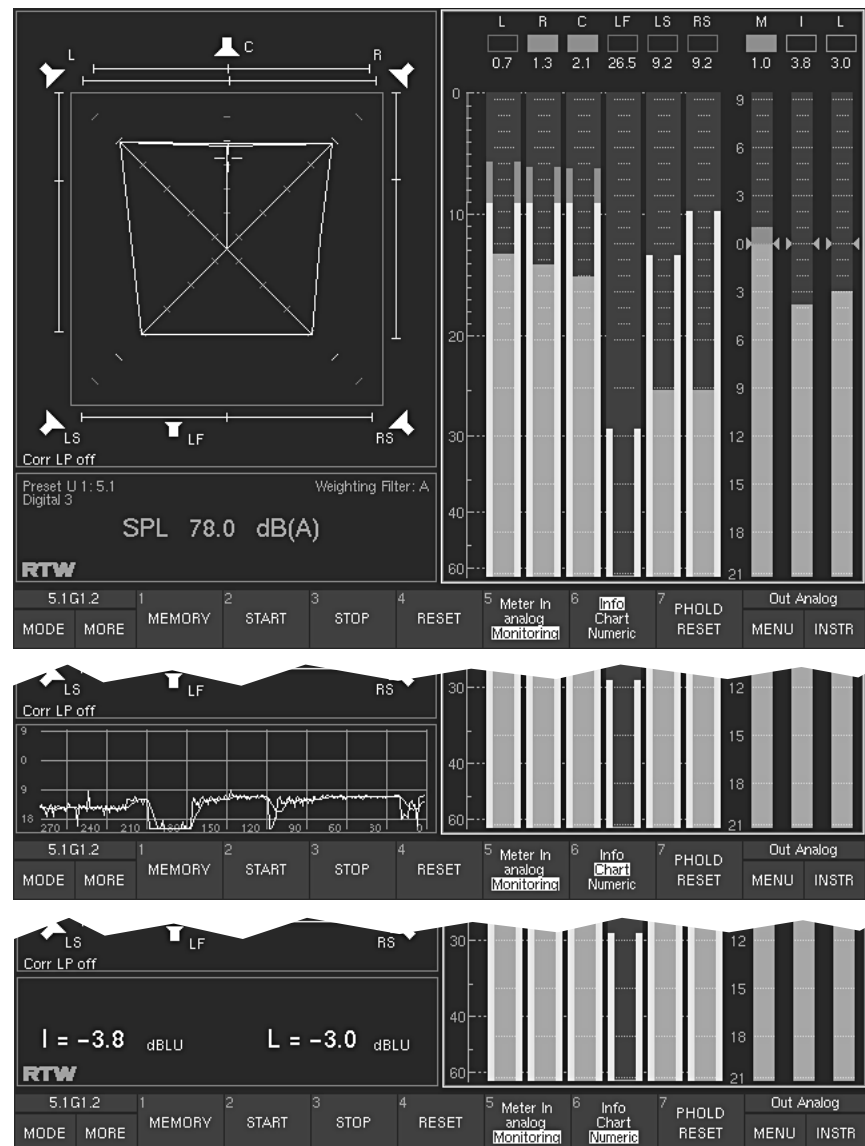 L C R
LS LF RS
Corr LP off
Preset U 1: 5.1 Weighting Filter: A
Digital 3
SPL 78.0 dB(A)
RTW
L R C LF LS RS M I L
0.7 1.3 2.1 26.5 9.2 9.2 1.0 3.8 3.0
0 9
6
3
10 0
3
20 6
9
30 12
15
40 18
60 21
5.1G1.2 1 2 3 4 5 6 7 Out Analog
MODE MORE MEMORY START STOP RESET
Meter In
analog
Monitoring
Info
Chart
Numeric
PHOLD
RESET
MENU INSTR
LS LF RS
Corr LP off
9
0
9
18
270 240 210 180 150 120 90 60 30 0
30 12
15
40 18
60 21
5.1G1.2 1 2 3 4 5 6 7 Out Analog
MODE MORE MEMORY START STOP RESET
Meter In
analog
Monitoring
Info
Chart
Numeric
PHOLD
RESET
MENU INSTR
LS LF RS
Corr LP off
I = -3.8 dBLU L = -3.0 dBLU
RTW
30 12
15
40 18
60 21
5.1G1.2 1 2 3 4 5 6 7 Out Analog
MODE MORE MEMORY START STOP RESET
Meter In
analog
Monitoring
Info
Chart
Numeric
PHOLD
RESET
MENU INSTR